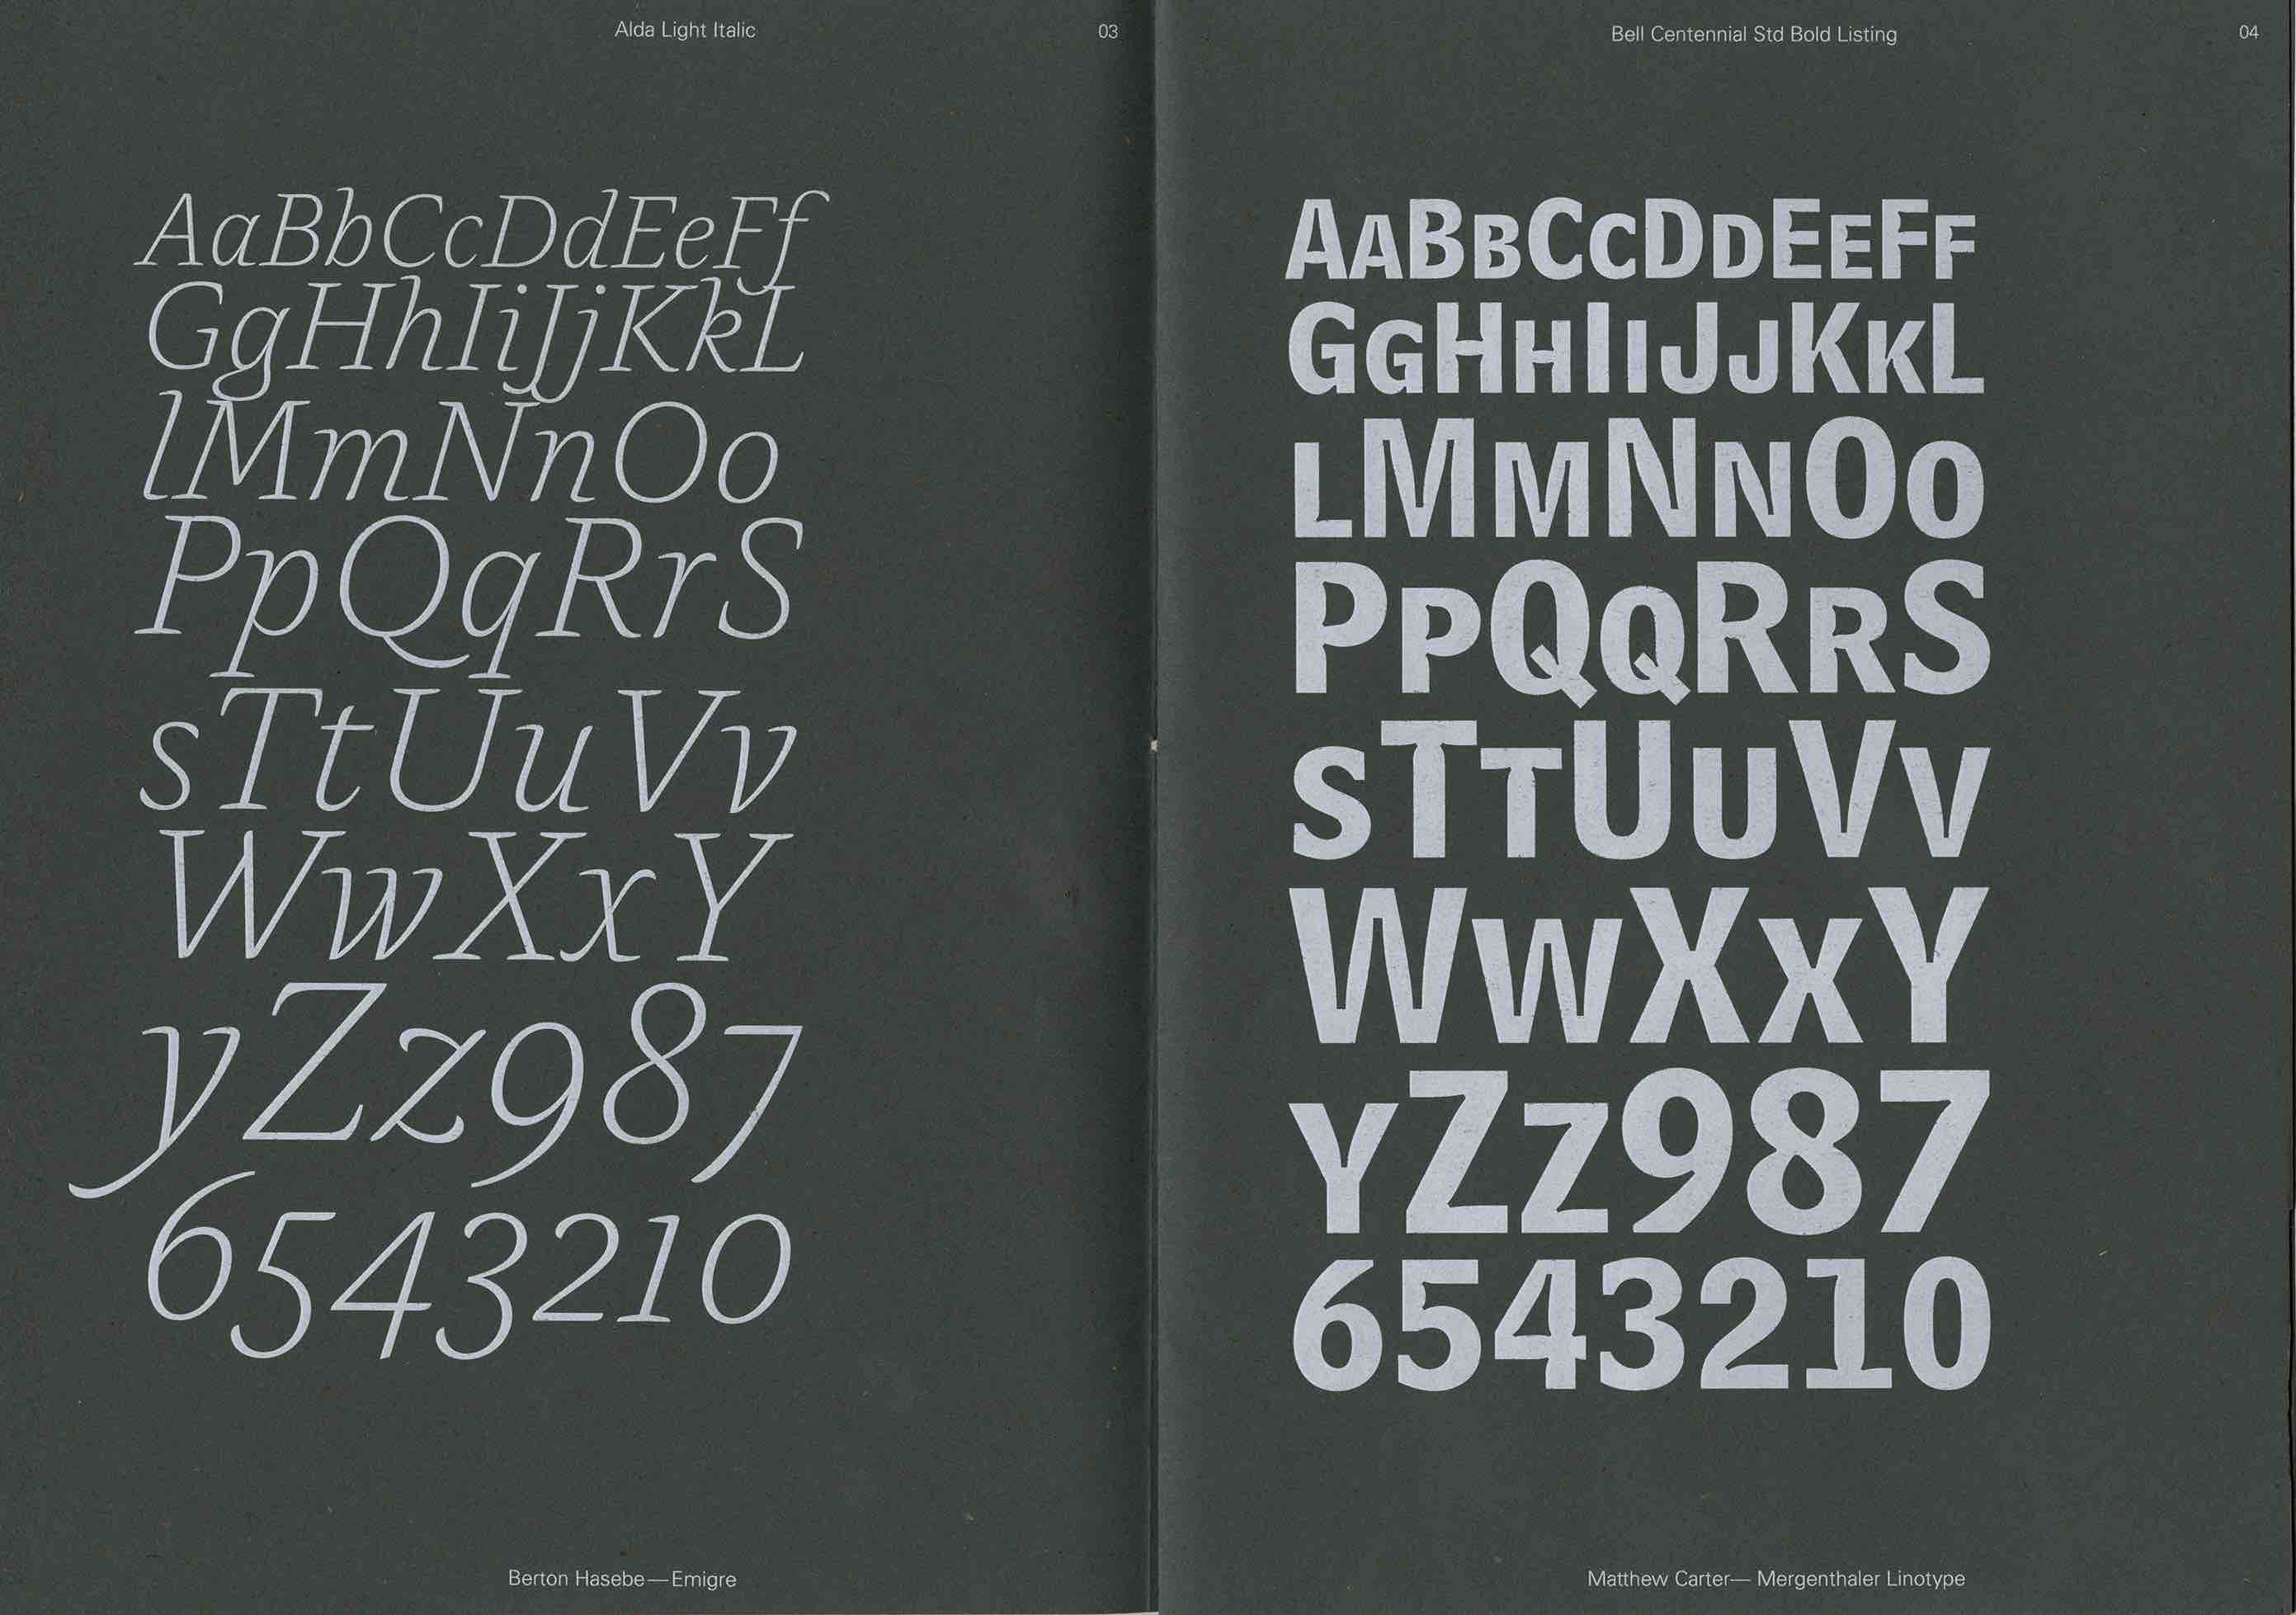 Alda Light Italic
03
AaBbCcDdEeFf
GgHhIiJjKkL
lMmNnOo
PpQqRrS
sTtUuVv
WwXxY
yZz987
6543210
Berton Hasebe—Emigre
Bell Centennial Std Bold Listing
04
AABBCCDDEEFF
GGHHIIJJKKL
LMMNNOO
PPQQRRS
STTUUVV
WWXXY
YZZ987
6543210
Matthew Carter— Mergenthaler Linotype